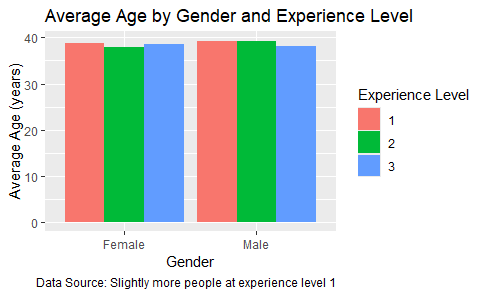 Average Age by Gender and Experience Level
Average Age (years)
40
30
20
10
0
Female
Male
Gender
Experience Level
1
2
3
Data Source: Slightly more people at experience level 1